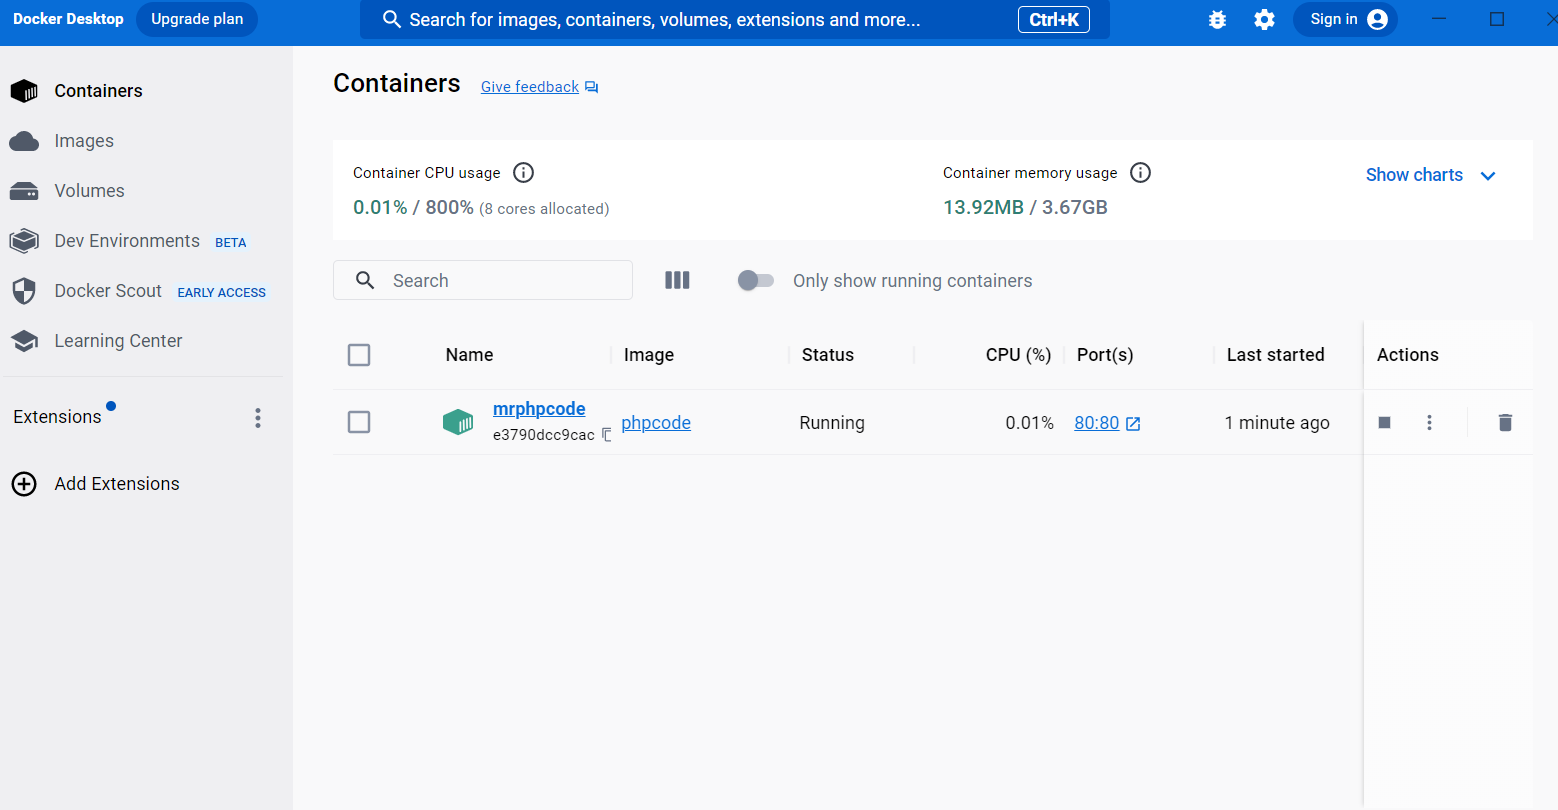 Docker Desktop
Upgrade plan
Search for images, containers, volumes, extensions and more...
Ctrl+K
Sign in
Containers
Images
Volumes
Dev Environments BETA
Docker Scout EARLY ACCESS
Learning Center
Extensions
Add Extensions
Containers
Give feedback
Container CPU usage
0.01% / 800% (8 cores allocated)
Container memory usage
13.92MB / 3.67GB
Show charts
Search
Only show running containers
Name Image Status CPU (%) Port(s) Last started Actions
mrphpcode
e3790dcc9cac
phpcode Running 0.01% 80:80 1 minute ago